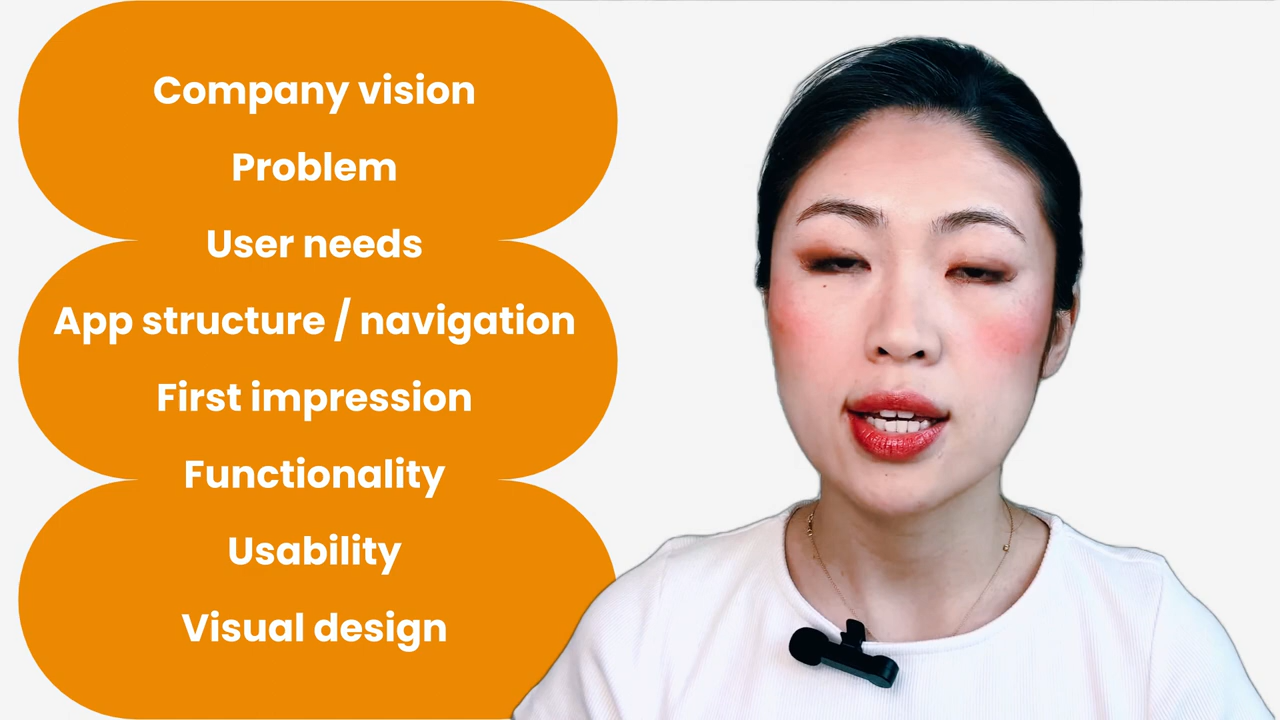 Company vision
Problem
User needs
App structure / navigation
First impression
Functionality
Usability
Visual design